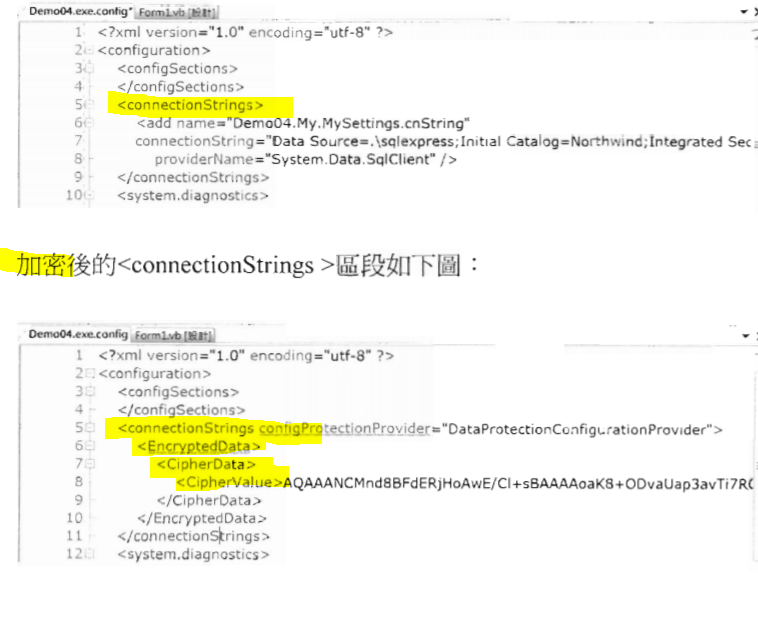 Demo04.exe.config* Form1.vb [設計]
1 <?xml version="1.0" encoding="utf-8" ?>
2 <configuration>
3 <configSections>
4 </configSections>
5 <connectionStrings>
6 <add name="Demo04.My.MySettings.cnString"
7 connectionString="Data Source=.\sqlexpress;Initial Catalog=Northwind;Integrated Sec
8 providerName="System.Data.SqlClient" />
9 </connectionStrings>
10 <system.diagnostics>
加密後的<connectionStrings >區段如下圖：
Demo04.exe.config Form1.vb [設計]
1 <?xml version="1.0" encoding="utf-8" ?>
2 <configuration>
3 <configSections>
4 </configSections>
5 <connectionStrings configProtectionProvider="DataProtectionConfigurationProvider">
6 <EncryptedData>
7 <CipherData>
8 <CipherValue>AQAAANCMnd8BFdERjHoAwE/Cl+sBAAAAoaK8+ODvaUap3avTi7R
9 </CipherData>
10 </EncryptedData>
11 </connectionStrings>
12 <system.diagnostics>